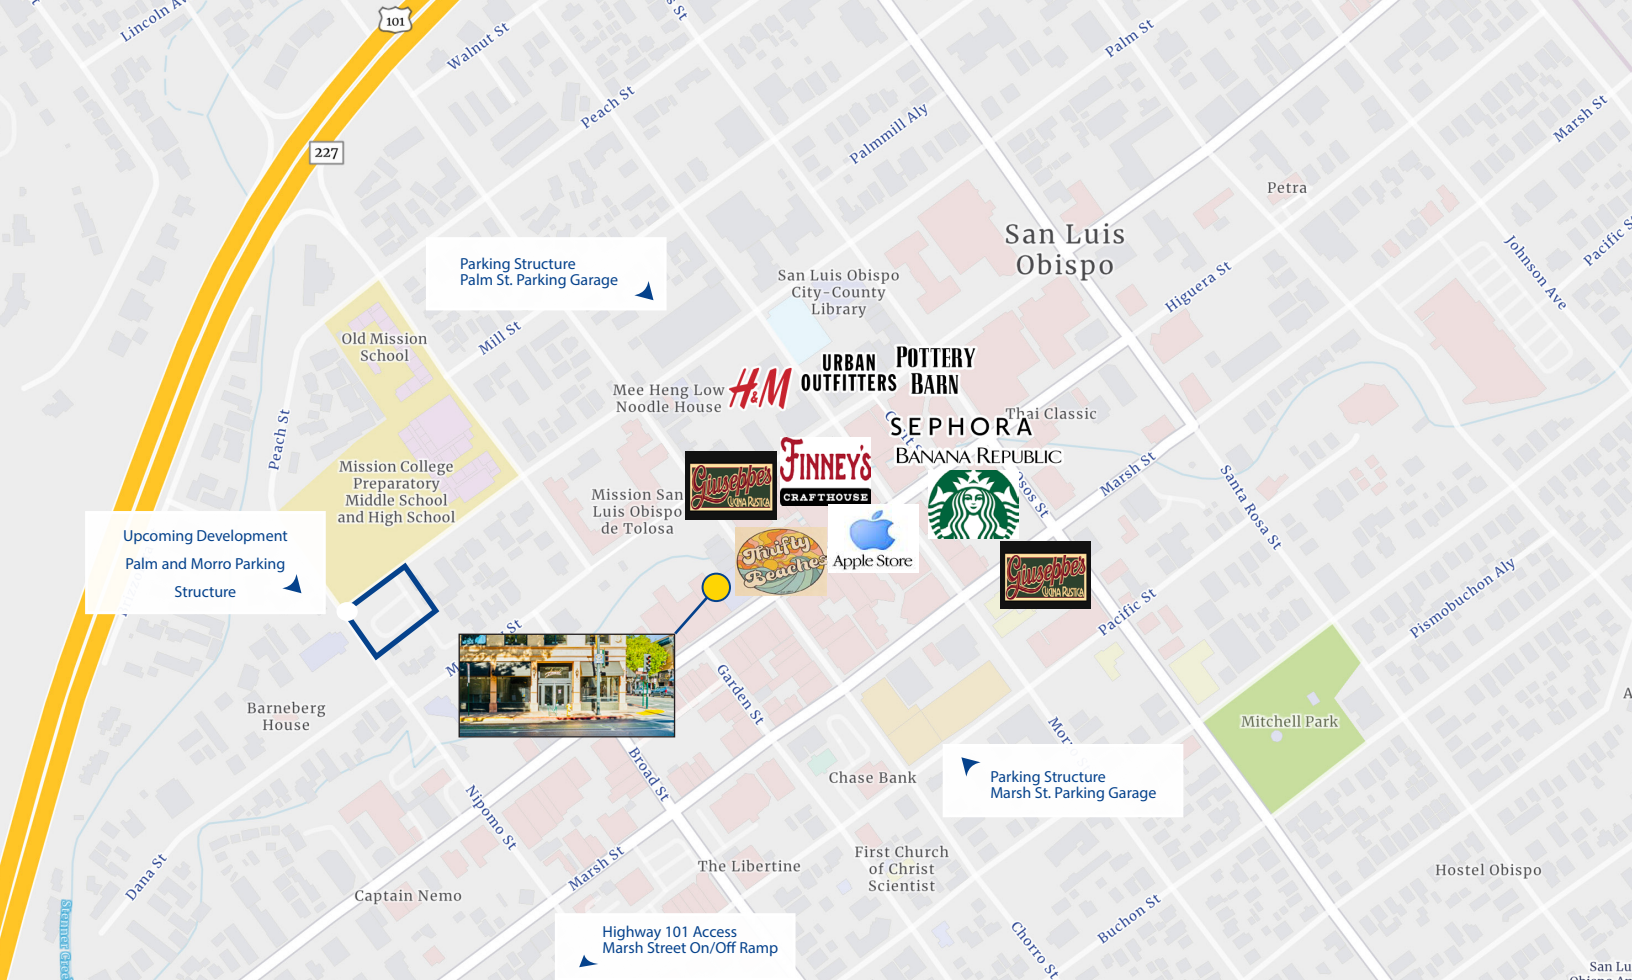 Lincoln Av
101
Walnut St
s St
Palm St
Peach St
Palmmill Aly
Marsh St
227
Petra
San Luis
Obispo
Johnson Ave
Pacific S
Parking Structure
Palm St. Parking Garage
San Luis Obispo
City-County
Library
Higuera St
Old Mission
School
Mill St
H&M
URBAN
OUTFITTERS
POTTERY
BARN
Mee Heng Low
Noodle House
Thai Classic
SEPHORA
BANANA REPUBLIC
Peach St
Mission College
Preparatory
Middle School
and High School
Mission San
Luis Obispo
de Tolosa
Giuseppe's
CUCINA RUSTICA
FINNEY'S
CRAFTHOUSE
Marsh St
Santa Rosa St
osos St
Upcoming Development
Palm and Morro Parking
Structure
Thrifty
Beaches
Apple Store
Giuseppe's
CUCINA RUSTICA
Pacific St
Pismobuchon Aly
Garden St
Barneberg
House
Mitchell Park
Broad St
Chase Bank
Parking Structure
Marsh St. Parking Garage
Nipomo St
Dana St
Marsh St
The Libertine
First Church
of Christ
Scientist
Captain Nemo
Hostel Obispo
Buchon St
Chorro St
Highway 101 Access
Marsh Street On/Off Ramp
San Lu